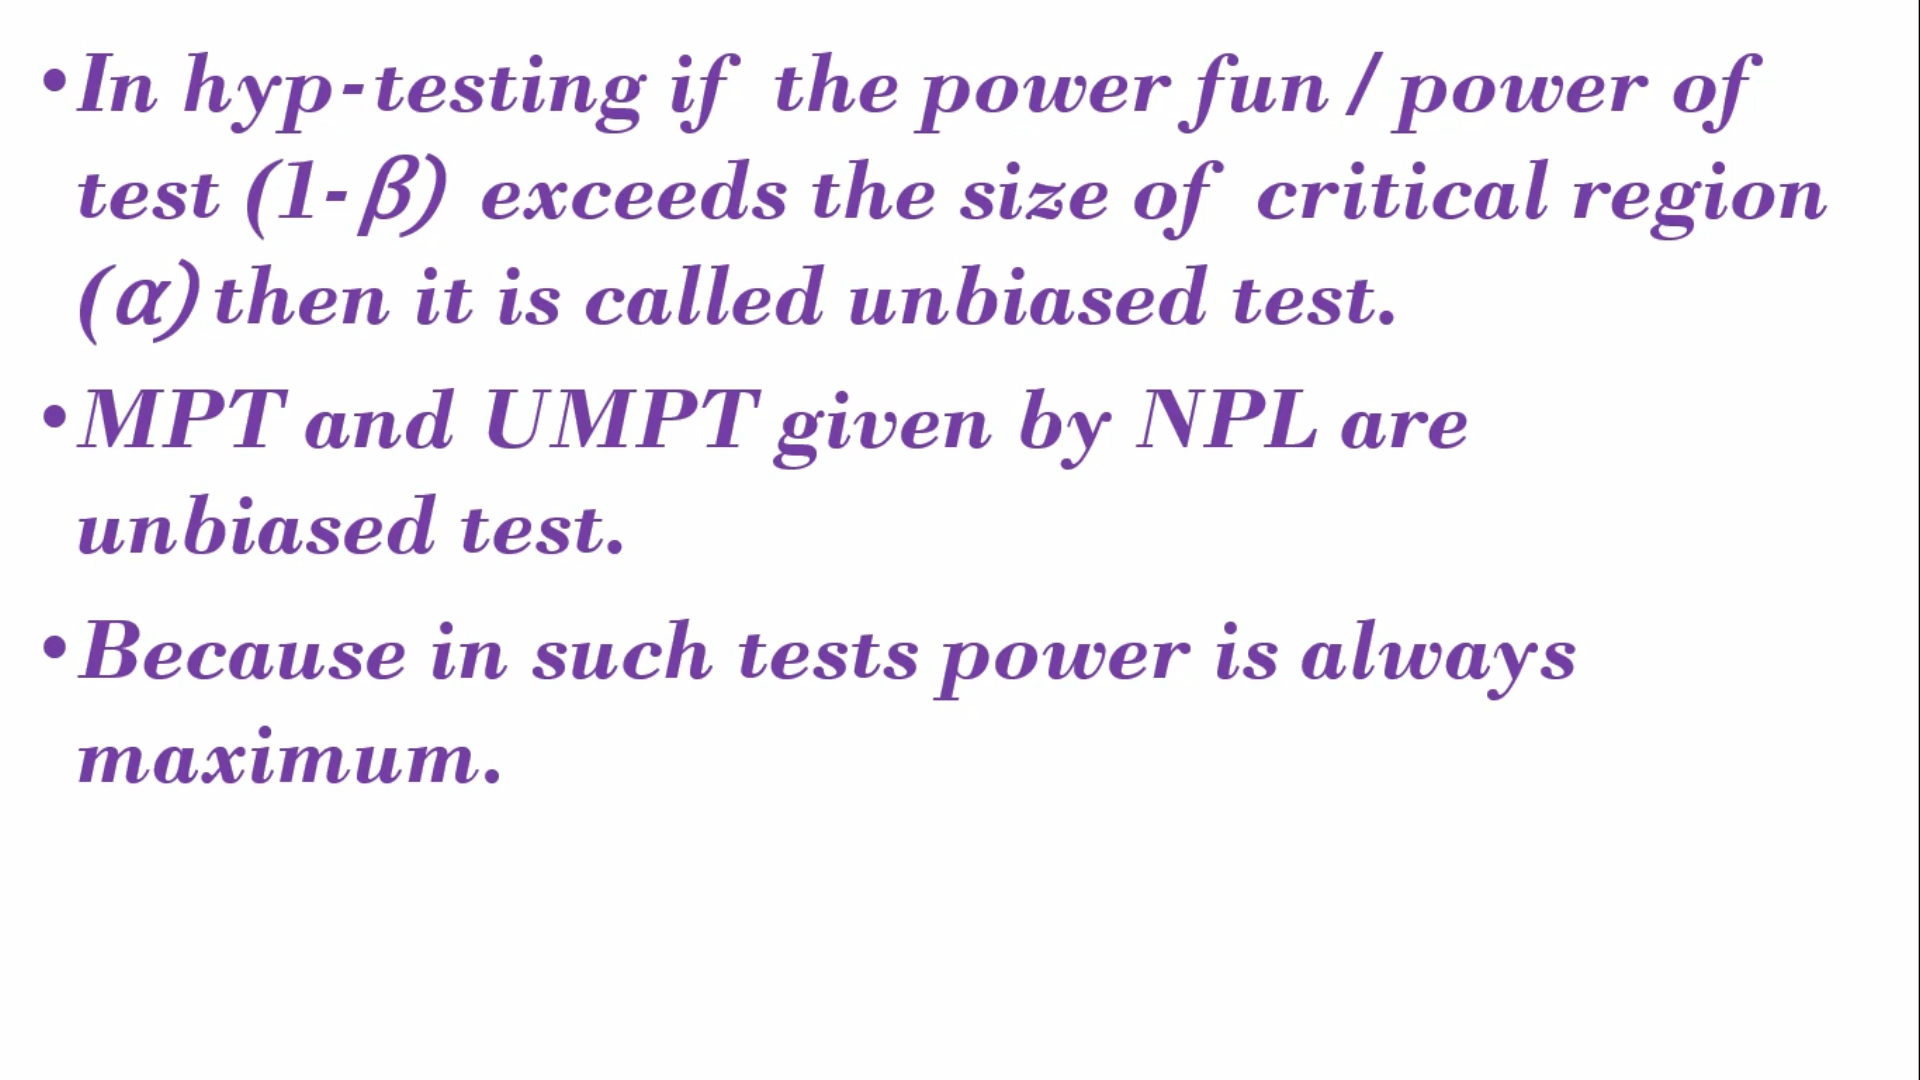 •In hyp-testing if the power fun / power of
test (1-β) exceeds the size of critical region
(α) then it is called unbiased test.
•MPT and UMPT given by NPL are
unbiased test.
•Because in such tests power is always
maximum.